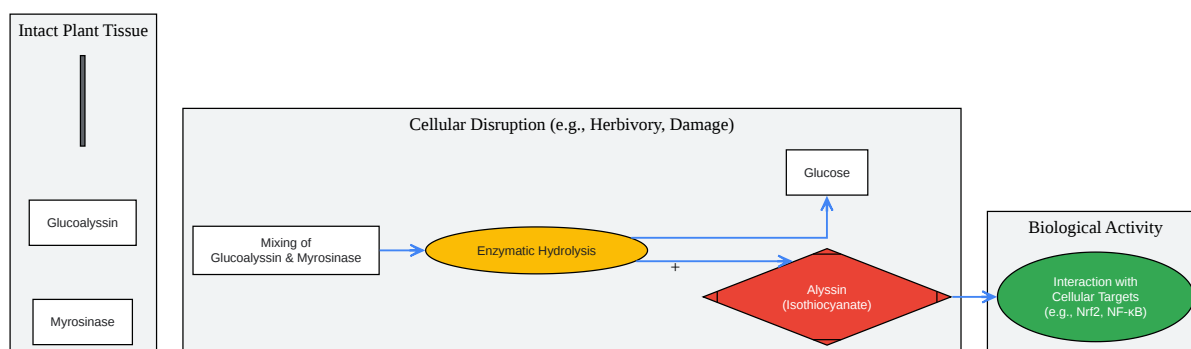 Intact Plant Tissue
Glucoalyssin
Myrosinase
Cellular Disruption (e.g., Herbivory, Damage)
Mixing of
Glucoalyssin & Myrosinase
Enzymatic Hydrolysis
Glucose
+
Alyssin
(Isothiocyanate)
Biological Activity
Interaction with
Cellular Targets
(e.g., Nrf2, NF-κB)